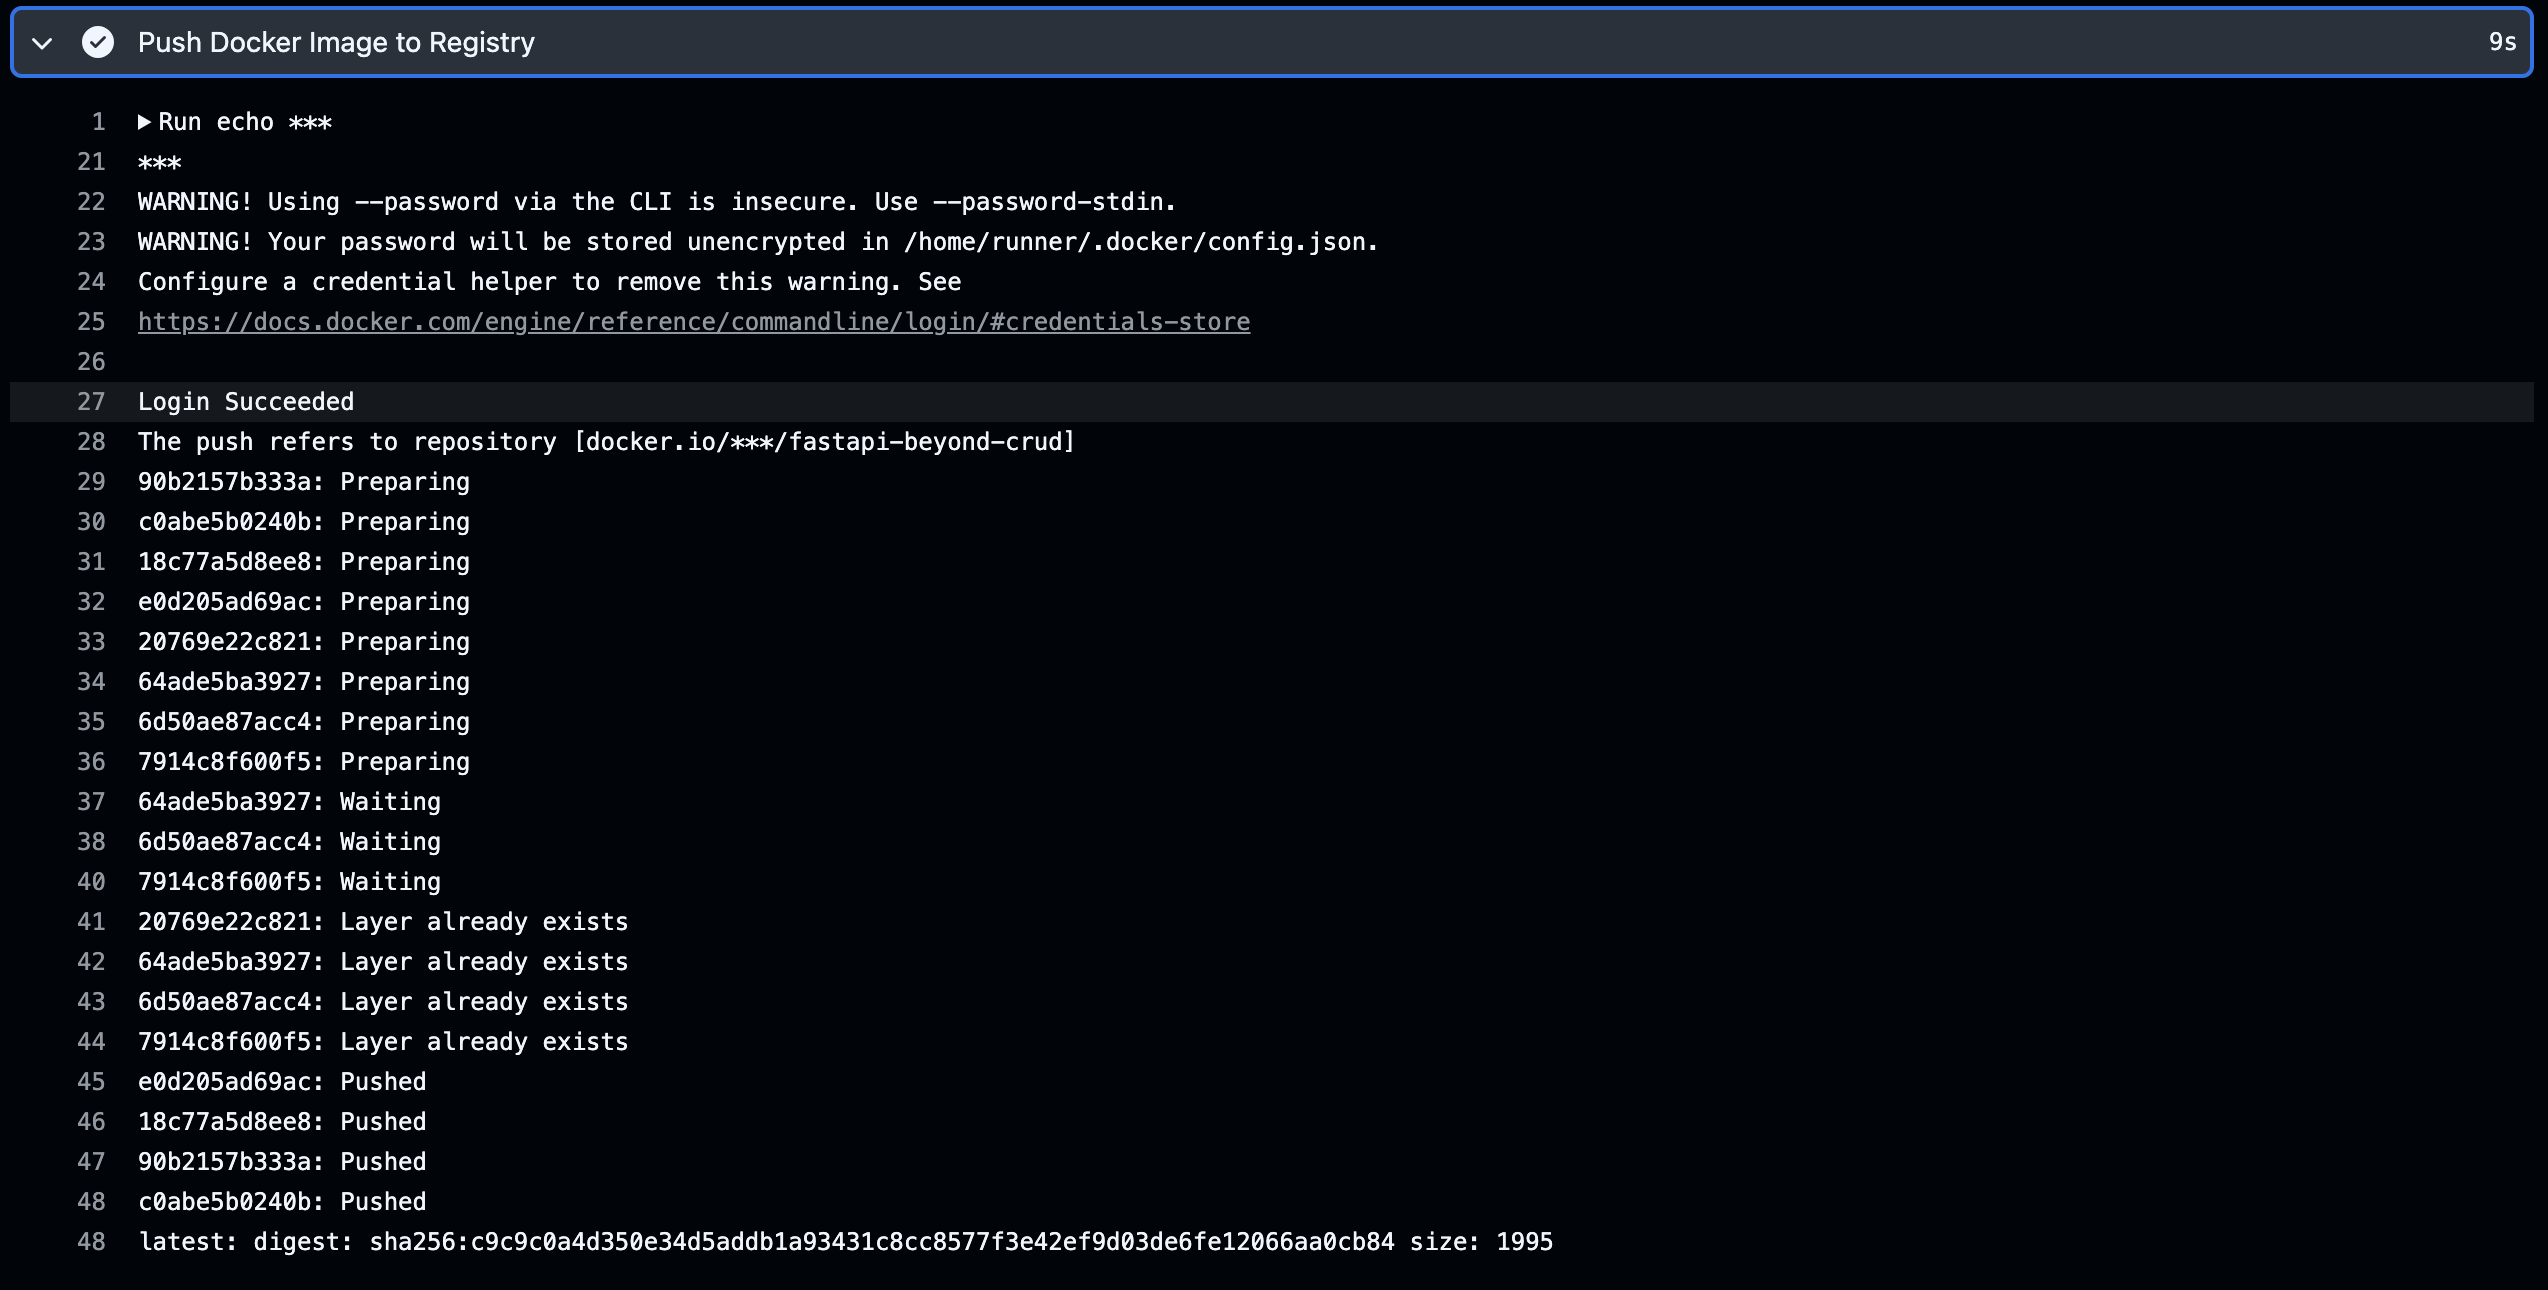 Push Docker Image to Registry 9s
1 Run echo ***
21 ***
22 WARNING! Using --password via the CLI is insecure. Use --password-stdin.
23 WARNING! Your password will be stored unencrypted in /home/runner/.docker/config.json.
24 Configure a credential helper to remove this warning. See
25 https://docs.docker.com/engine/reference/commandline/login/#credentials-store
26
27 Login Succeeded
28 The push refers to repository [docker.io/***/fastapi-beyond-crud]
29 90b2157b333a: Preparing
30 c0abe5b0240b: Preparing
31 18c77a5d8ee8: Preparing
32 e0d205ad69ac: Preparing
33 20769e22c821: Preparing
34 64ade5ba3927: Preparing
35 6d50ae87acc4: Preparing
36 7914c8f600f5: Preparing
37 64ade5ba3927: Waiting
38 6d50ae87acc4: Waiting
40 7914c8f600f5: Waiting
41 20769e22c821: Layer already exists
42 64ade5ba3927: Layer already exists
43 6d50ae87acc4: Layer already exists
44 7914c8f600f5: Layer already exists
45 e0d205ad69ac: Pushed
46 18c77a5d8ee8: Pushed
47 90b2157b333a: Pushed
48 c0abe5b0240b: Pushed
48 latest: digest: sha256:c9c9c0a4d350e34d5addb1a93431c8cc8577f3e42ef9d03de6fe12066aa0cb84 size: 1995